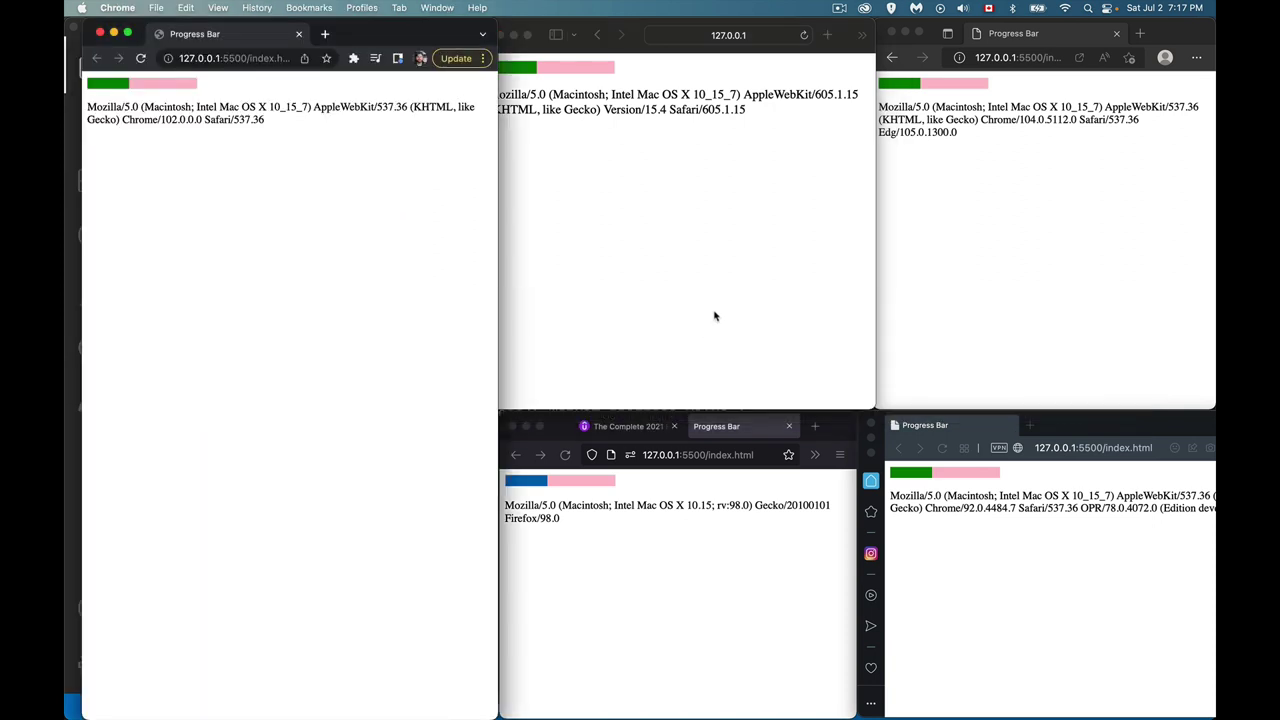 Chrome File Edit View History Bookmarks Profiles Tab Window Help Sat Jul 2 7:17 PM
Progress Bar
127.0.0.1:5500/index.h...
Update
Mozilla/5.0 (Macintosh; Intel Mac OS X 10_15_7) AppleWebKit/537.36 (KHTML, like
Gecko) Chrome/102.0.0.0 Safari/537.36
127.0.0.1
ozilla/5.0 (Macintosh; Intel Mac OS X 10_15_7) AppleWebKit/605.1.15
KHTML, like Gecko) Version/15.4 Safari/605.1.15
Progress Bar
127.0.0.1:5500/in...
Mozilla/5.0 (Macintosh; Intel Mac OS X 10_15_7) AppleWebKit/537.36
(KHTML, like Gecko) Chrome/104.0.5112.0 Safari/537.36
Edg/105.0.1300.0
The Complete 2021 Progress Bar
127.0.0.1:5500/index.html
Mozilla/5.0 (Macintosh; Intel Mac OS X 10.15; rv:98.0) Gecko/20100101
Firefox/98.0
Progress Bar
VPN 127.0.0.1:5500/index.html
Mozilla/5.0 (Macintosh; Intel Mac OS X 10_15_7) AppleWebKit/537.36 (
Gecko) Chrome/92.0.4484.7 Safari/537.36 OPR/78.0.4072.0 (Edition deve